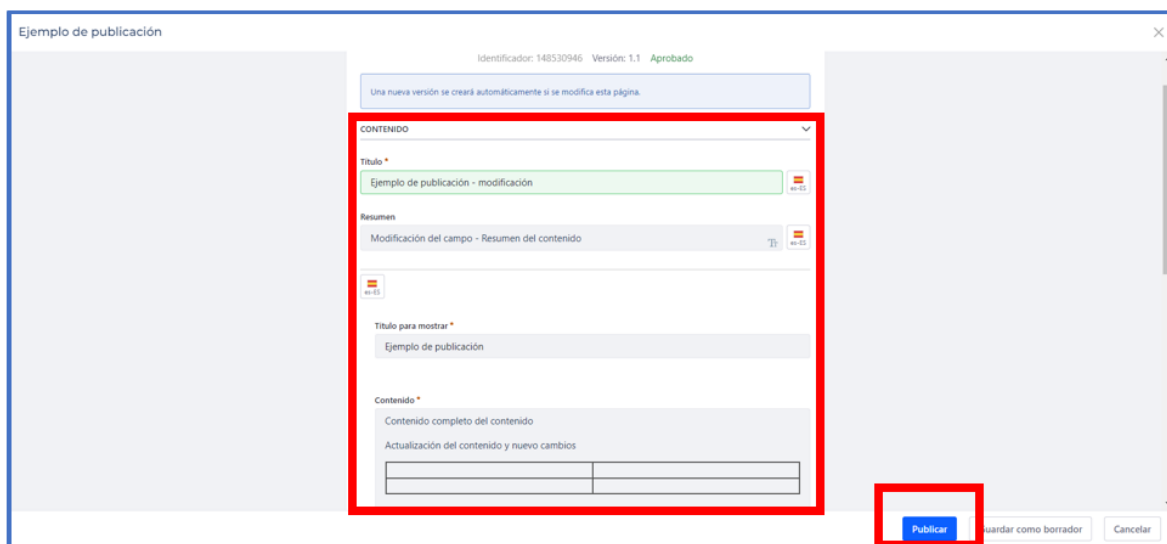 Ejemplo de publicación
Identificador: 148530946 Versión: 1.1 Aprobado
Una nueva versión se creará automáticamente si se modifica esta página.
CONTENIDO
Título *
Ejemplo de publicación - modificación
es-ES
Resumen
Modificación del campo - Resumen del contenido
Tr
es-ES
es-ES
Título para mostrar *
Ejemplo de publicación
Contenido *
Contenido completo del contenido
Actualización del contenido y nuevo cambios
Publicar
uardar como borrador
Cancelar